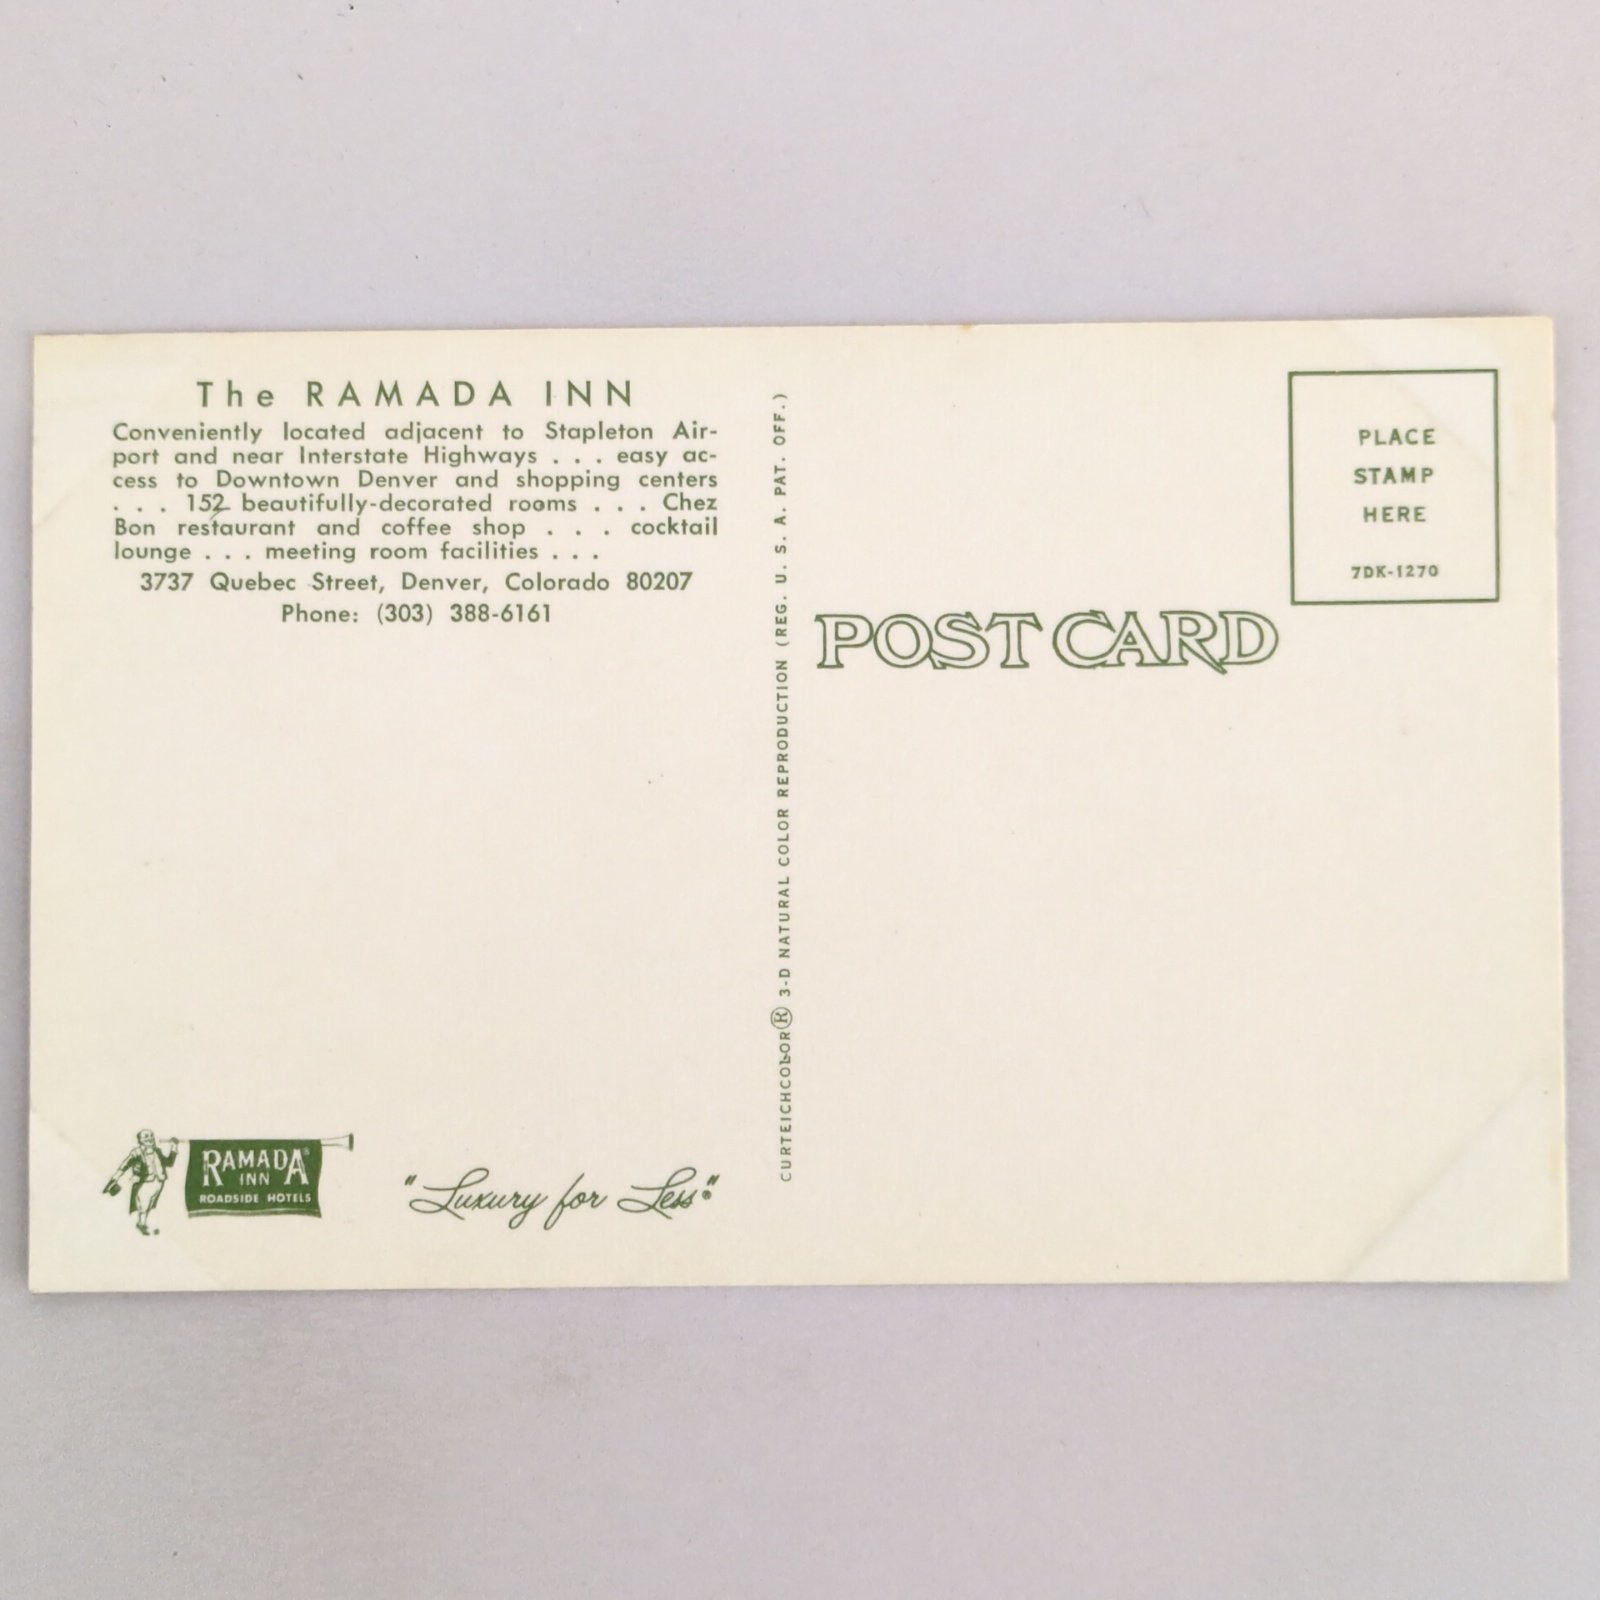 The RAMADA INN
Conveniently located adjacent to Stapleton Air-
port and near Interstate Highways . . . easy ac-
cess to Downtown Denver and shopping centers
. . . 152 beautifully-decorated rooms . . . Chez
Bon restaurant and coffee shop . . . cocktail
lounge . . . meeting room facilities . . .
3737 Quebec Street, Denver, Colorado 80207
Phone: (303) 388-6161
RAMADA®
INN
ROADSIDE HOTELS
"Luxury for Less"®
CURTEICHCOLOR® 3-D NATURAL COLOR REPRODUCTION (REG. U. S. A. PAT. OFF.)
POST CARD
PLACE
STAMP
HERE
7DK-1270